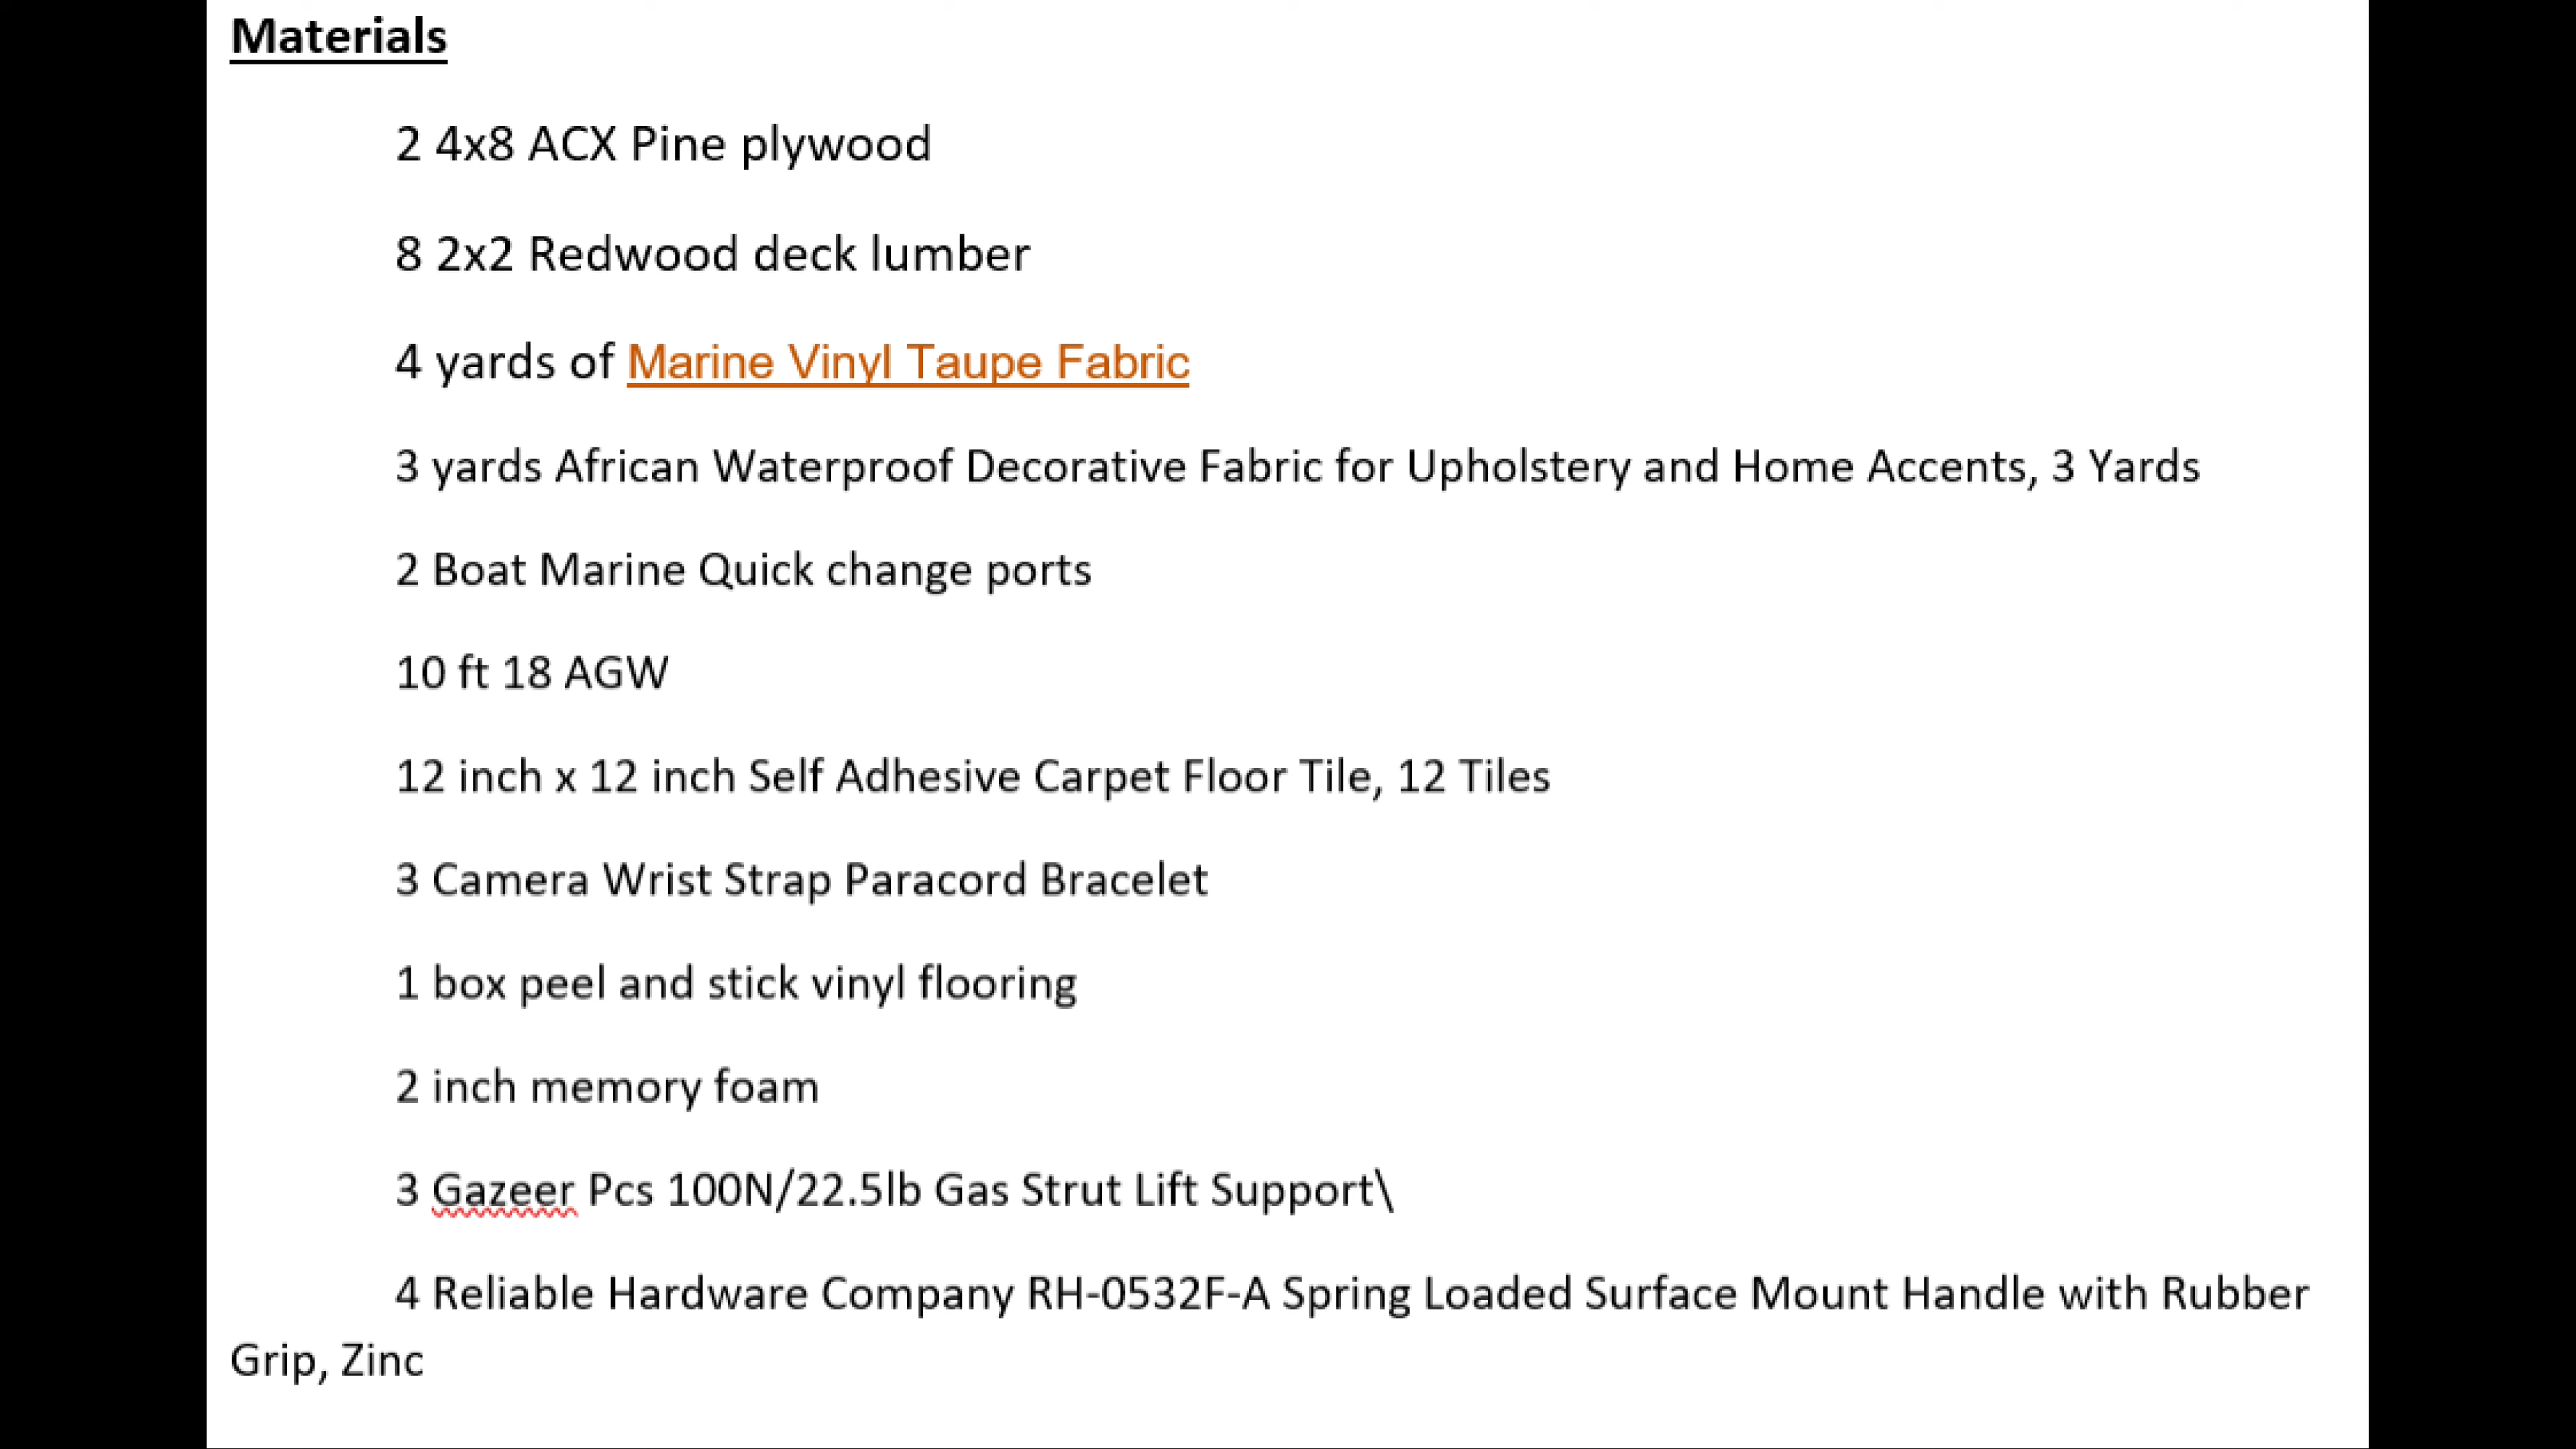 Materials
2 4x8 ACX Pine plywood
8 2x2 Redwood deck lumber
4 yards of Marine Vinyl Taupe Fabric
3 yards African Waterproof Decorative Fabric for Upholstery and Home Accents, 3 Yards
2 Boat Marine Quick change ports
10 ft 18 AGW
12 inch x 12 inch Self Adhesive Carpet Floor Tile, 12 Tiles
3 Camera Wrist Strap Paracord Bracelet
1 box peel and stick vinyl flooring
2 inch memory foam
3 Gazeer Pcs 100N/22.5lb Gas Strut Lift Support\
4 Reliable Hardware Company RH-0532F-A Spring Loaded Surface Mount Handle with Rubber
Grip, Zinc